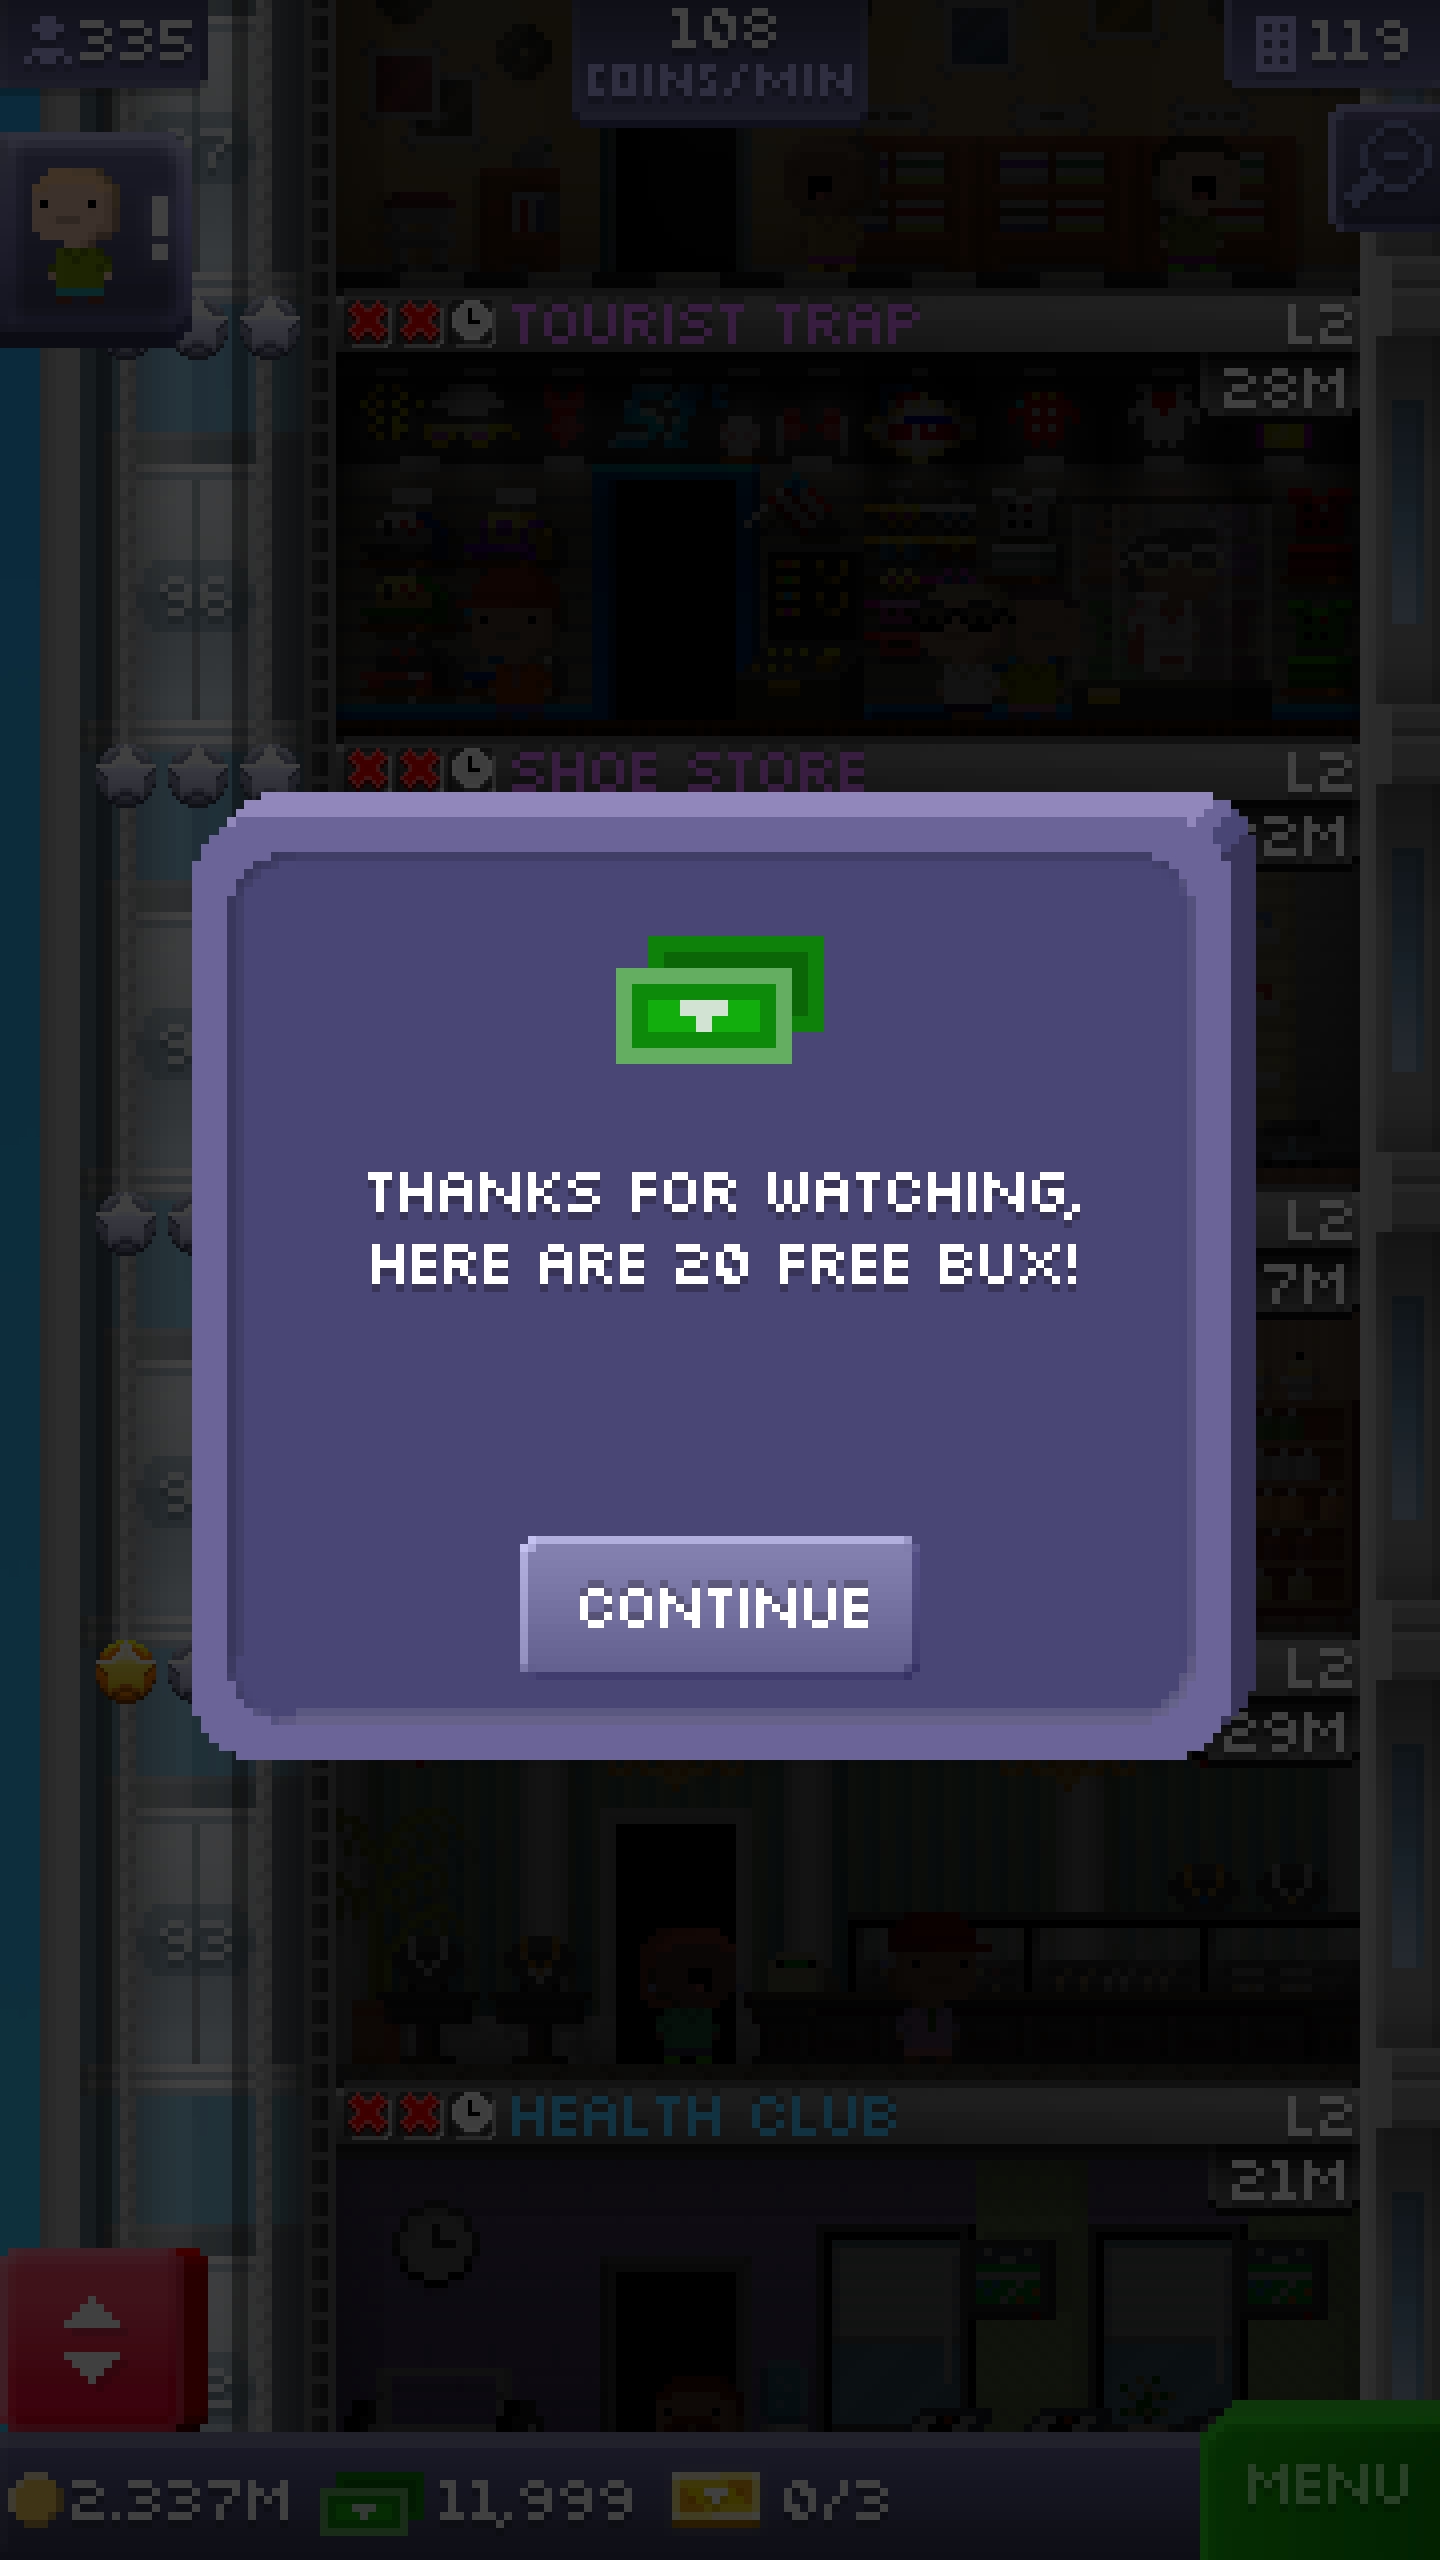 335
108
COINS/MIN
119
!
TOURIST TRAP
L2
28M
SHOE STORE
L2
2M
L2
7M
THANKS FOR WATCHING,
HERE ARE 20 FREE BUX!
CONTINUE
L2
29M
HEALTH CLUB
L2
21M
2.337M
11,999
0/3
MENU